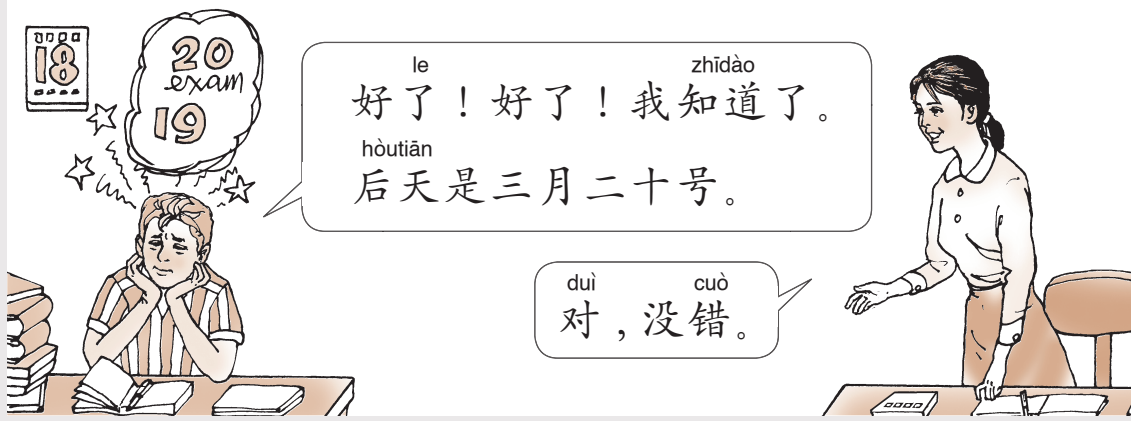 18
20
exam
19
le zhīdào
好了！好了！我知道了。
hòutiān
后天是三月二十号。
duì cuò
对，没错。